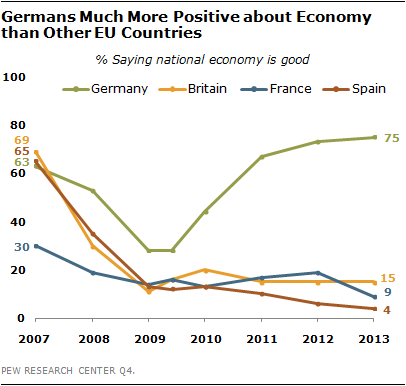 Germans Much More Positive about Economy
than Other EU Countries
% Saying national economy is good
100
Germany Britain France Spain
80
75
69
65
63
60
40
30
20
15
9
4
0
2007 2008 2009 2010 2011 2012 2013
PEW RESEARCH CENTER Q4.